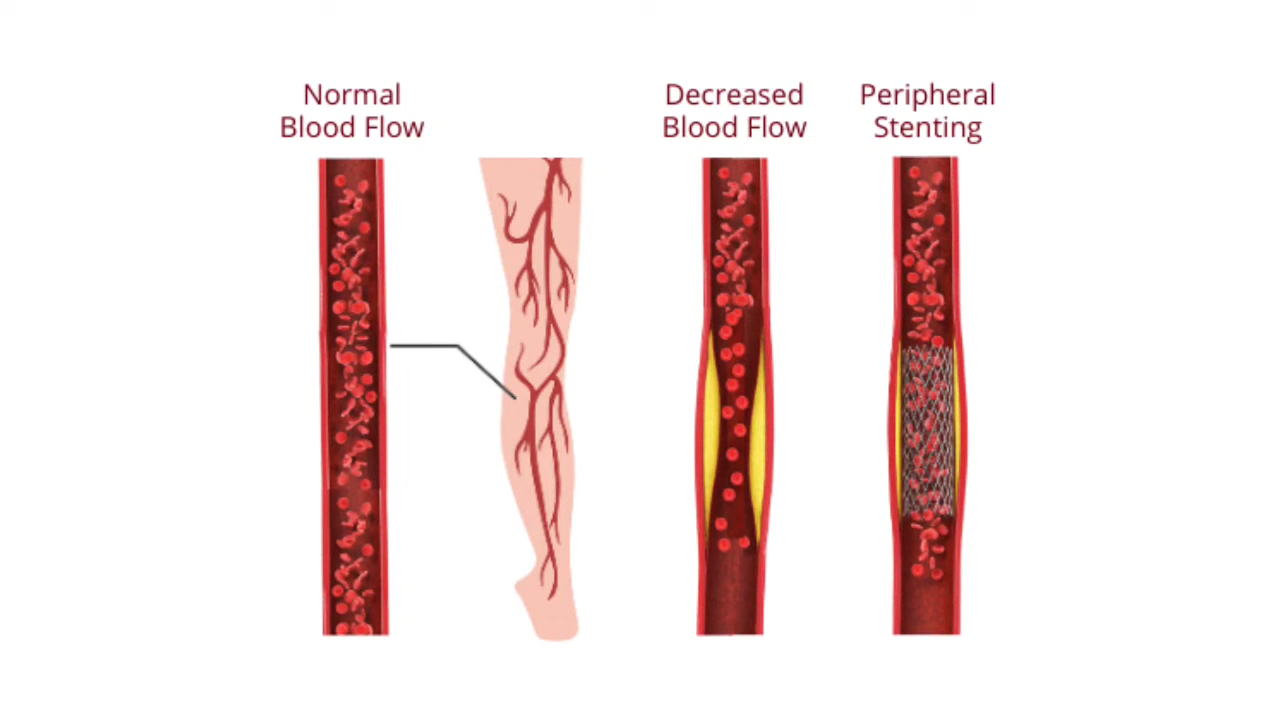 Normal
Blood Flow
Decreased
Blood Flow
Peripheral
Stenting